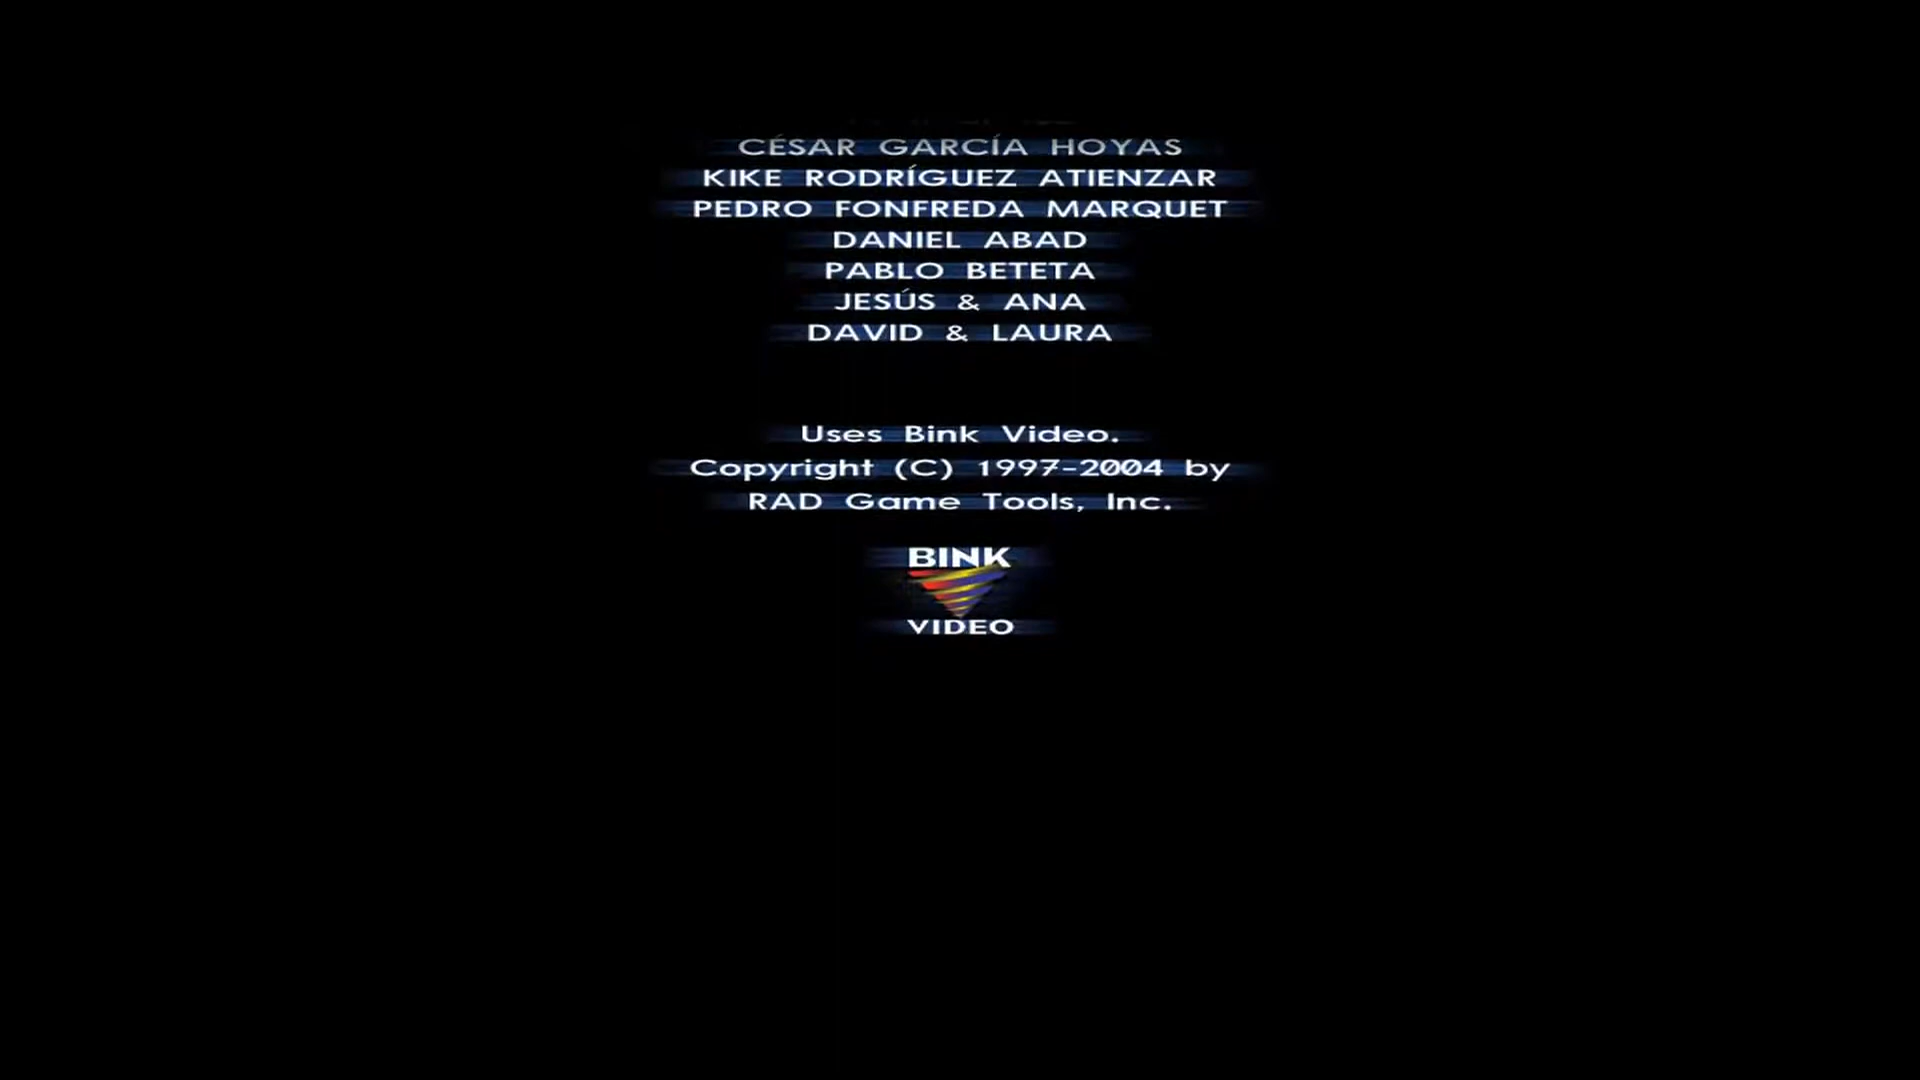 CÉSAR GARCÍA HOYAS
KIKE RODRÍGUEZ ATIENZAR
PEDRO FONFREDA MARQUET
DANIEL ABAD
PABLO BETETA
JESÚS & ANA
DAVID & LAURA
Uses Bink Video.
Copyright (C) 1997-2004 by
RAD Game Tools, Inc.
BINK
VIDEO